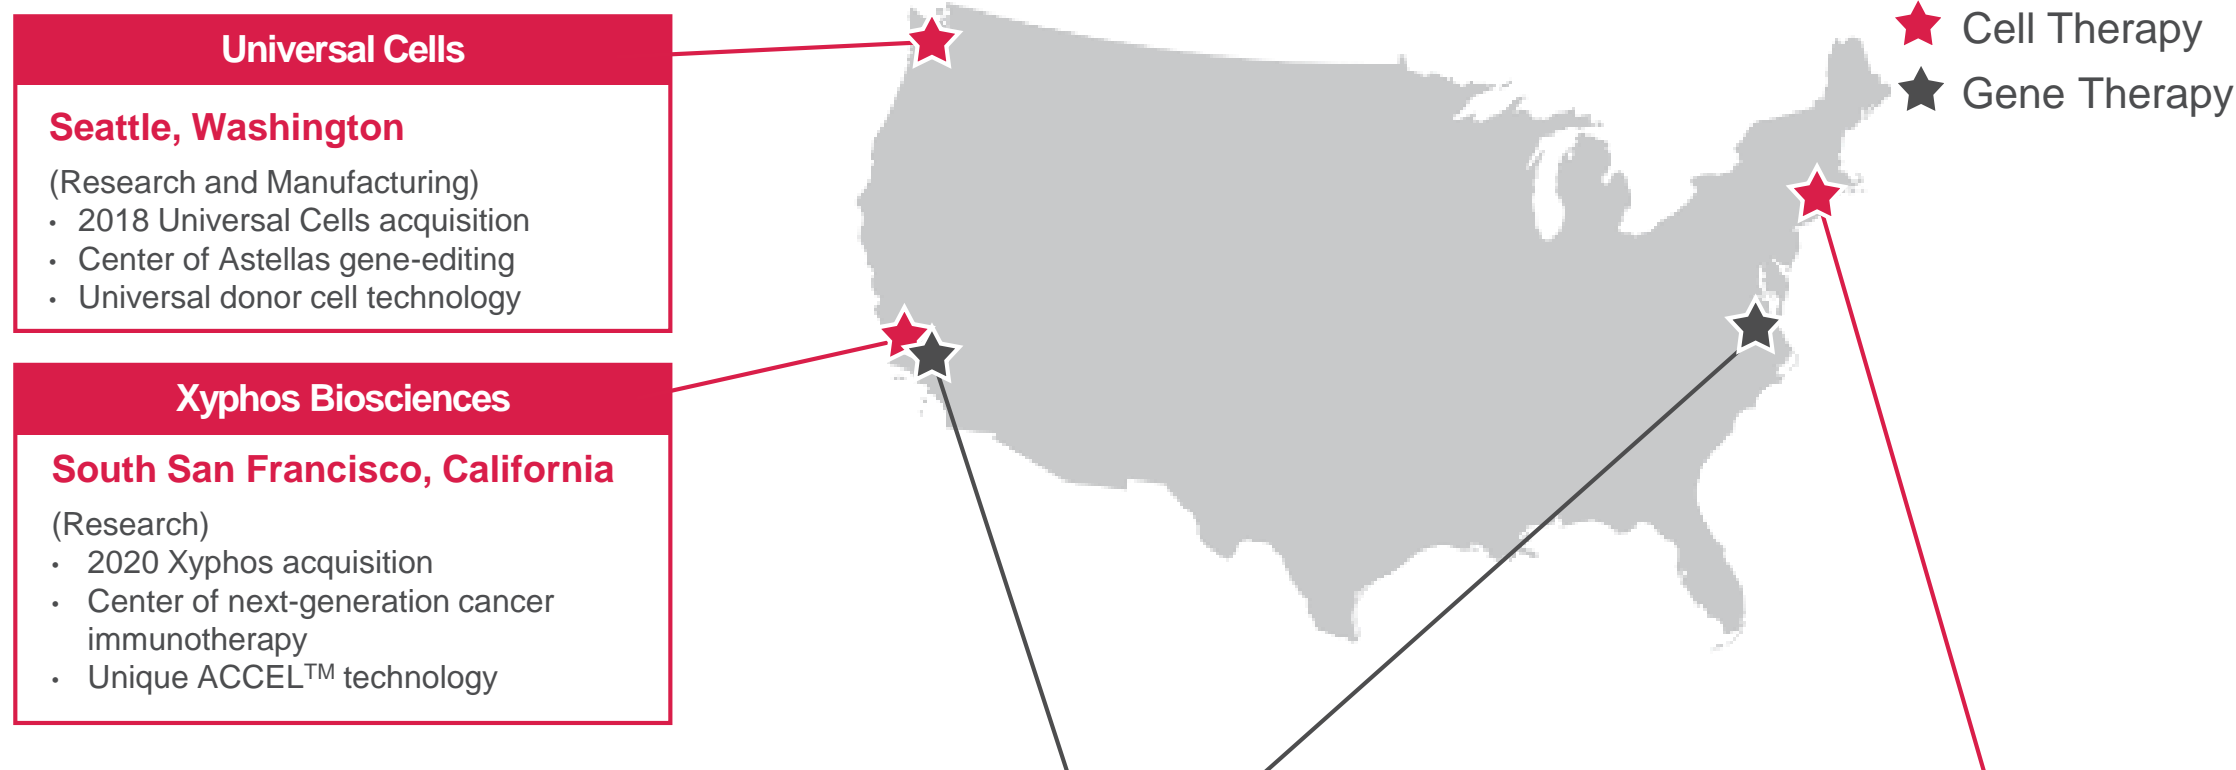 Universal Cells
Seattle, Washington
(Research and Manufacturing)
• 2018 Universal Cells acquisition
• Center of Astellas gene-editing
• Universal donor cell technology
Xyphos Biosciences
South San Francisco, California
(Research)
• 2020 Xyphos acquisition
• Center of next-generation cancer
immunotherapy
• Unique ACCEL™ technology
Cell Therapy
Gene Therapy